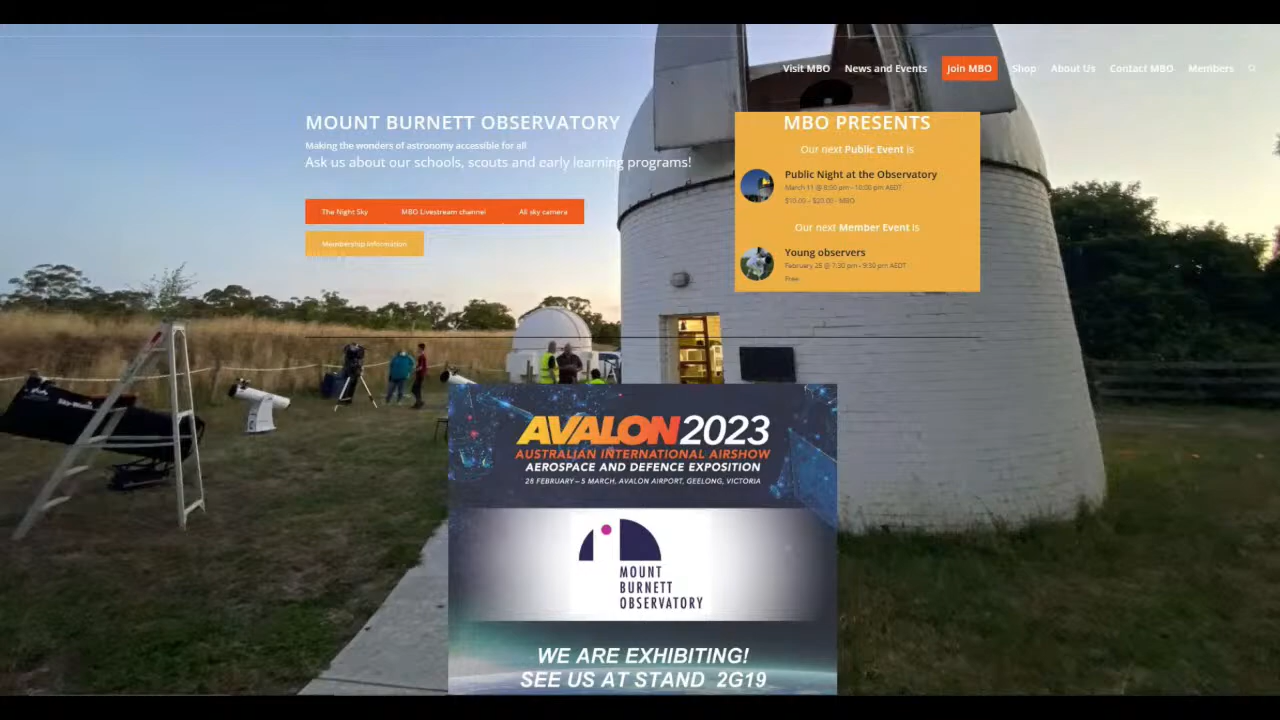 Visit MBO
News and Events
Join MBO
Shop
About Us
Contact MBO
Members
MOUNT BURNETT OBSERVATORY
Making the wonders of astronomy accessible for all
Ask us about our schools, scouts and early learning programs!
The Night Sky
MBO Livestream channel
All sky camera
Membership Information
MBO PRESENTS
Our next Public Event is
Public Night at the Observatory
March 11 @ 8:00 pm - 10:00 pm AEDT
$10.00 – $20.00 - MBO
Our next Member Event is
Young observers
February 25 @ 7:30 pm - 9:30 pm AEDT
Free
AVALON 2023
AUSTRALIAN INTERNATIONAL AIRSHOW
AEROSPACE AND DEFENCE EXPOSITION
28 FEBRUARY – 5 MARCH, AVALON AIRPORT, GEELONG, VICTORIA
MOUNT
BURNETT
OBSERVATORY
WE ARE EXHIBITING!
SEE US AT STAND 2G19